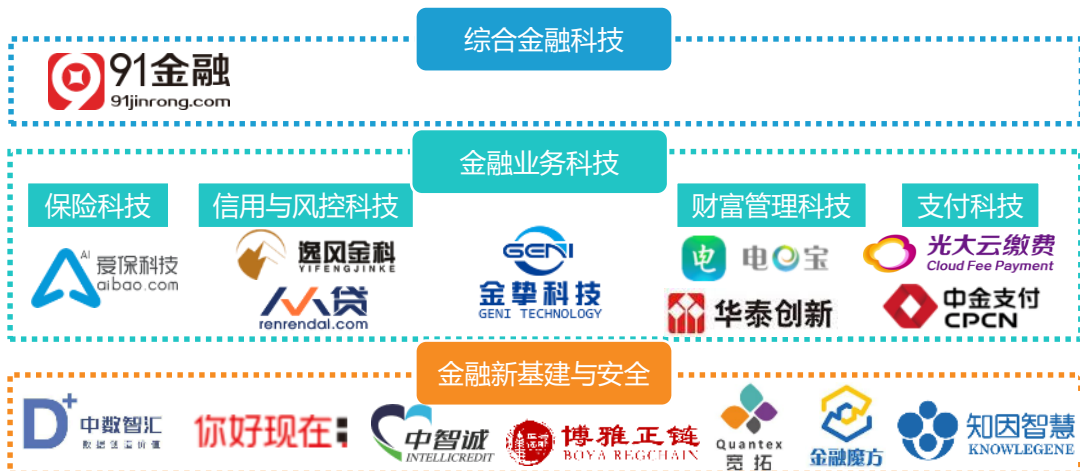 综合金融科技
91金融
91jinrong.com
金融业务科技
保险科技
信用与风控科技
财富管理科技
支付科技
AI
爱保科技
aibao.com
逸风金科
YIFENGJINKE
人人贷
renrendai.com
GENI
金挚科技
GENI TECHNOLOGY
电
电宝
华泰创新
光大云缴费
Cloud Fee Payment
中金支付
CPCN
金融新基建与安全
D+
中数智汇
数据创造价值
你好现在
中智诚
INTELLICREDIT
博雅正链
BOYA REGCHAIN
Quantex
宽拓
金融魔方
知因智慧
KNOWLEGENE